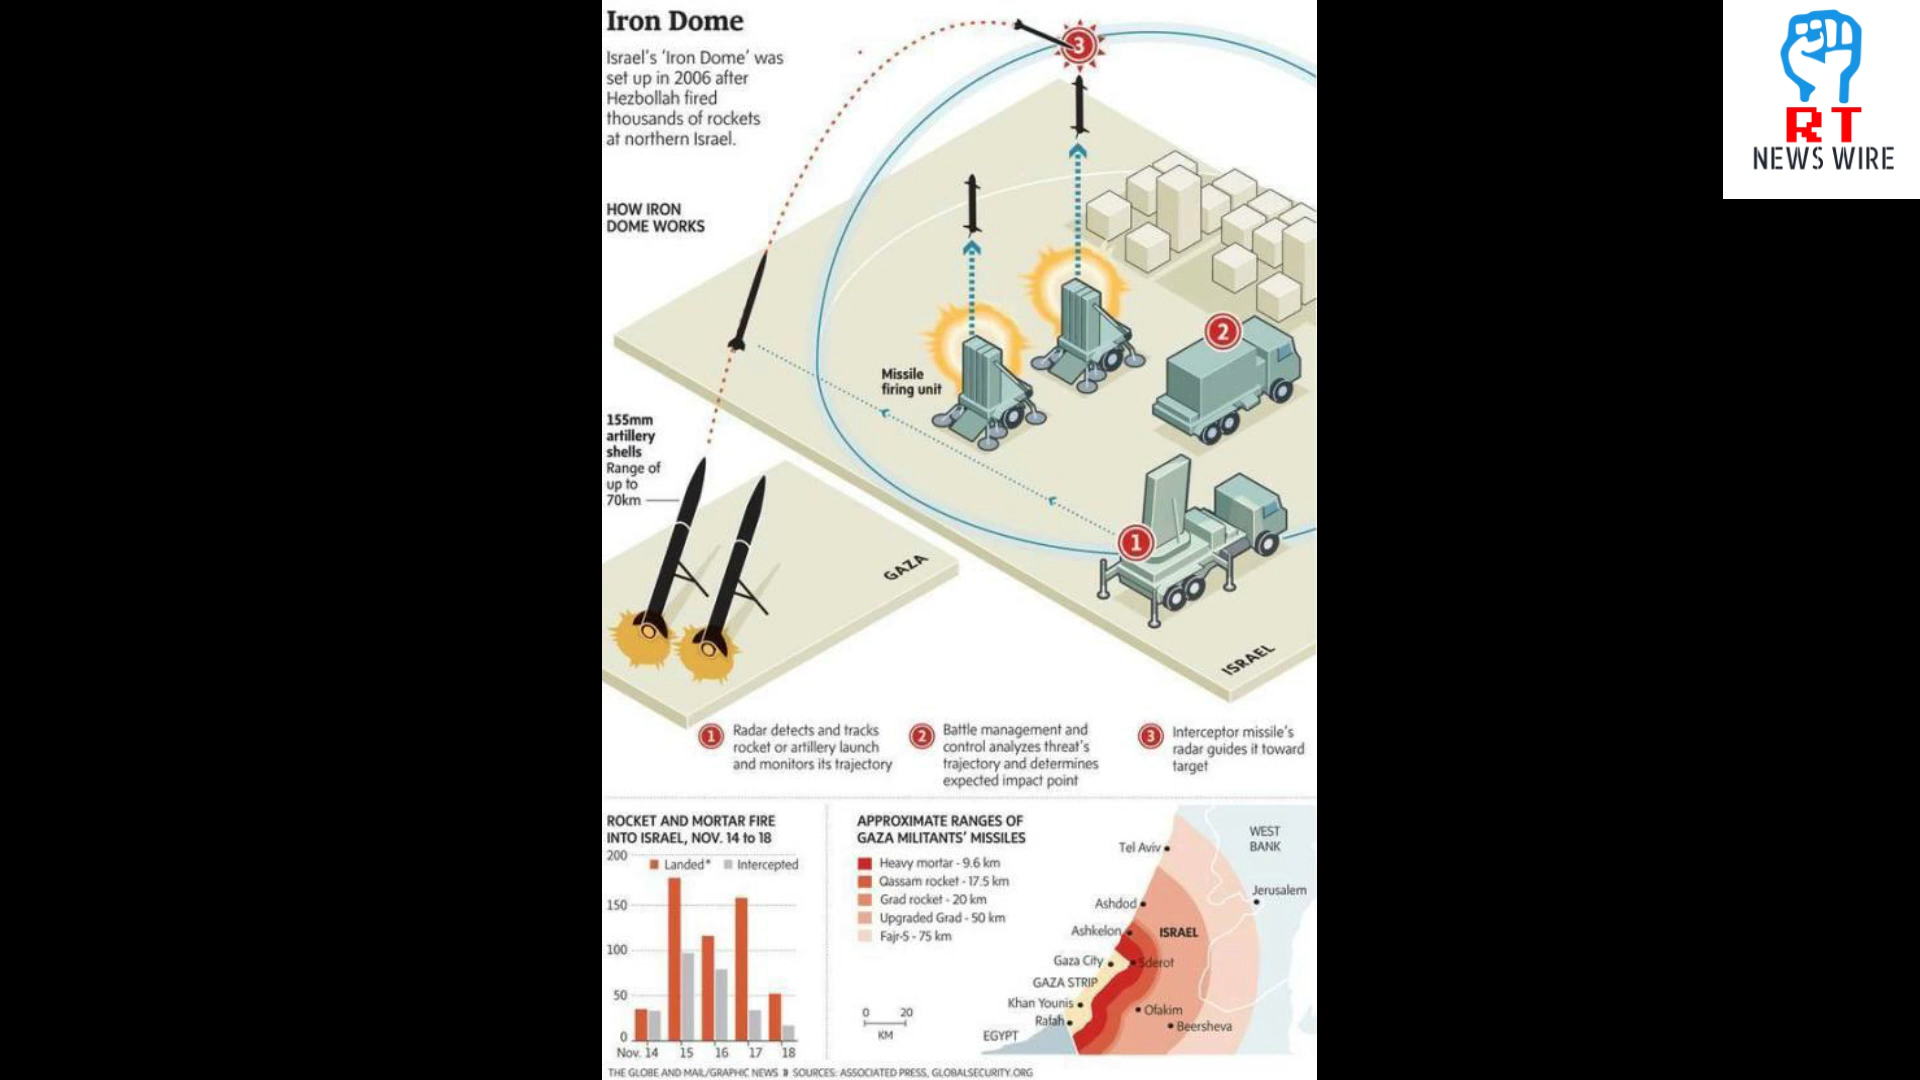 Iron Dome
Israel's 'Iron Dome' was
set up in 2006 after
Hezbollah fired
thousands of rockets
at northern Israel.
HOW IRON
DOME WORKS
3
2
1
Missile
firing unit
155mm
artillery
shells
Range of
up to
70km
GAZA
ISRAEL
RT
NEWS WIRE
1
Radar detects and tracks
rocket or artillery launch
and monitors its trajectory
2
Battle management and
control analyzes threat's
trajectory and determines
expected impact point
3
Interceptor missile's
radar guides it toward
target
ROCKET AND MORTAR FIRE
INTO ISRAEL, NOV. 14 to 18
200
Landed* Intercepted
150
100
50
0
Nov. 14 15 16 17 18
APPROXIMATE RANGES OF
GAZA MILITANTS' MISSILES
Heavy mortar - 9.6 km
Qassam rocket - 17.5 km
Grad rocket - 20 km
Upgraded Grad - 50 km
Fajr-5 - 75 km
0 20
KM
WEST
BANK
Tel Aviv
Jerusalem
Ashdod
Ashkelon
ISRAEL
Gaza City
Sderot
GAZA STRIP
Khan Younis
Ofakim
Rafah
Beersheva
EGYPT
THE GLOBE AND MAIL/GRAPHIC NEWS » SOURCES: ASSOCIATED PRESS, GLOBALSECURITY.ORG